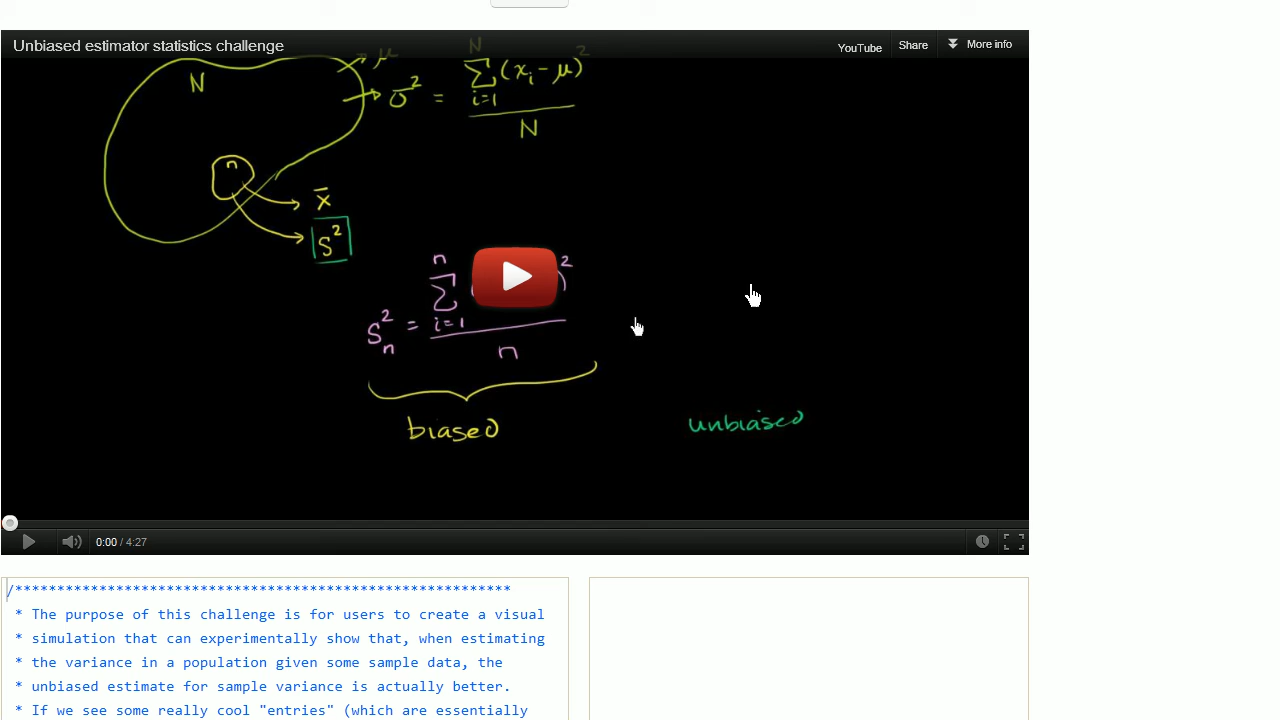 Unbiased estimator statistics challenge
YouTube Share More info
N
μ
σ² = N ∑ i=1 (xᵢ - μ)² / N
n
x̄
S²
Sₙ² = n ∑ i=1 ( )² / n
biased
unbiased
0:00 / 4:27
/***********************************************************
* The purpose of this challenge is for users to create a visual
* simulation that can experimentally show that, when estimating
* the variance in a population given some sample data, the
* unbiased estimate for sample variance is actually better.
* If we see some really cool "entries" (which are essentially